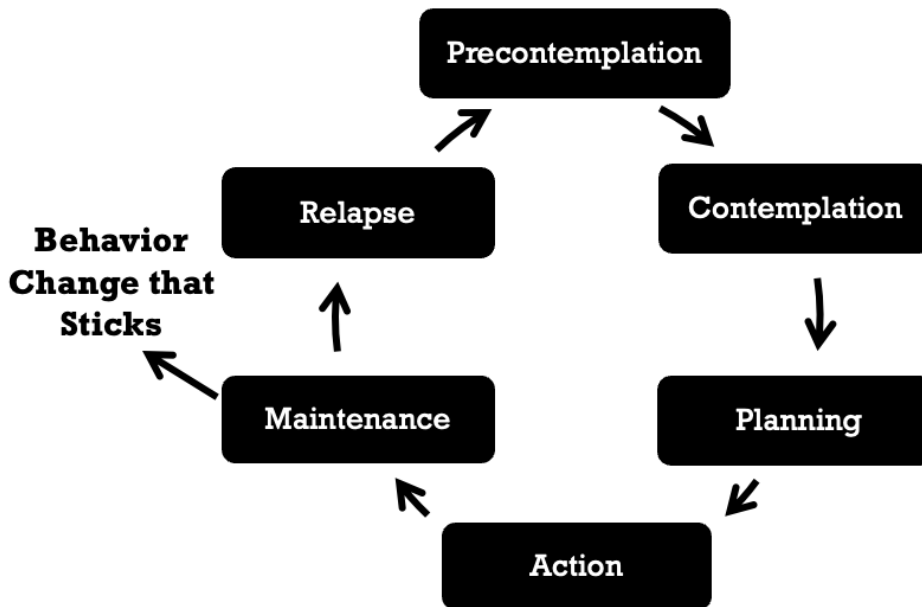 Precontemplation
Contemplation
Relapse
Behavior
Change that
Sticks
Maintenance
Planning
Action